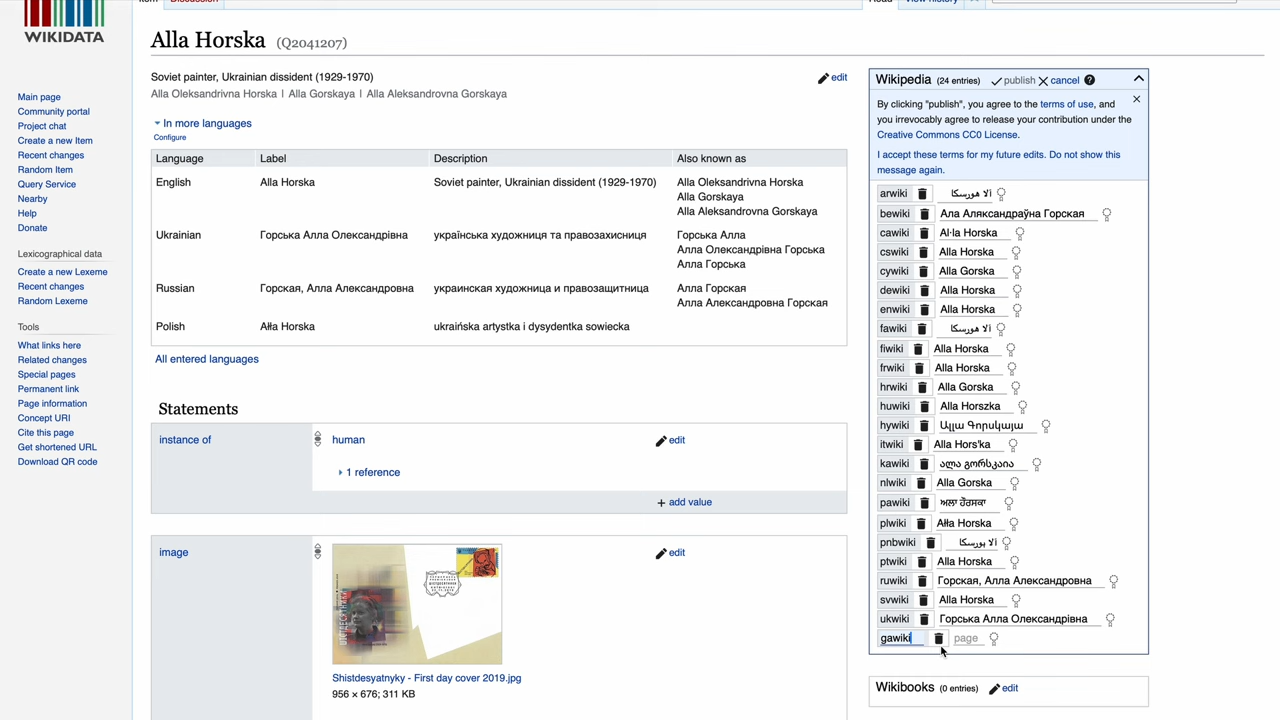 Item Discussion Read View history
WIKIDATA
Main page
Community portal
Project chat
Create a new Item
Recent changes
Random Item
Query Service
Nearby
Help
Donate
Lexicographical data
Create a new Lexeme
Recent changes
Random Lexeme
Tools
What links here
Related changes
Special pages
Permanent link
Page information
Concept URI
Cite this page
Get shortened URL
Download QR code
Alla Horska (Q2041207)
Soviet painter, Ukrainian dissident (1929-1970)
edit
Alla Oleksandrivna Horska | Alla Gorskaya | Alla Aleksandrovna Gorskaya
In more languages
Configure
Language Label Description Also known as
English Alla Horska Soviet painter, Ukrainian dissident (1929-1970) Alla Oleksandrivna Horska
Alla Gorskaya
Alla Aleksandrovna Gorskaya
Ukrainian Горська Алла Олександрівна українська художниця та правозахисниця Горська Алла
Алла Олександрівна Горська
Алла Горська
Russian Горская, Алла Александровна украинская художница и правозащитница Алла Горская
Алла Александровна Горская
Polish Ałła Horska ukraińska artystka i dysydentka sowiecka
All entered languages
Statements
instance of human edit
1 reference
+ add value
image edit
Shistdesyatnyky - First day cover 2019.jpg
956 × 676; 311 KB
Wikipedia (24 entries) publish cancel
By clicking "publish", you agree to the terms of use, and
you irrevocably agree to release your contribution under the
Creative Commons CC0 License.
I accept these terms for my future edits. Do not show this
message again.
arwiki آلا هورسكا
bewiki Ала Аляксандраўна Горская
cawiki Al·la Horska
cswiki Alla Horska
cywiki Alla Gorska
dewiki Alla Horska
enwiki Alla Horska
fawiki آلا هورسکا
fiwiki Alla Horska
frwiki Alla Horska
hrwiki Alla Gorska
huwiki Alla Horszka
hywiki Ալլա Գորսկայա
itwiki Alla Hors'ka
kawiki ალა გორსკაია
nlwiki Alla Gorska
pawiki ਅਲਾ ਹੋਰਸਕਾ
plwiki Ałła Horska
pnbwiki آلا ہورسکا
ptwiki Alla Horska
ruwiki Горская, Алла Александровна
svwiki Alla Horska
ukwiki Горська Алла Олександрівна
gawiki page
Wikibooks (0 entries) edit